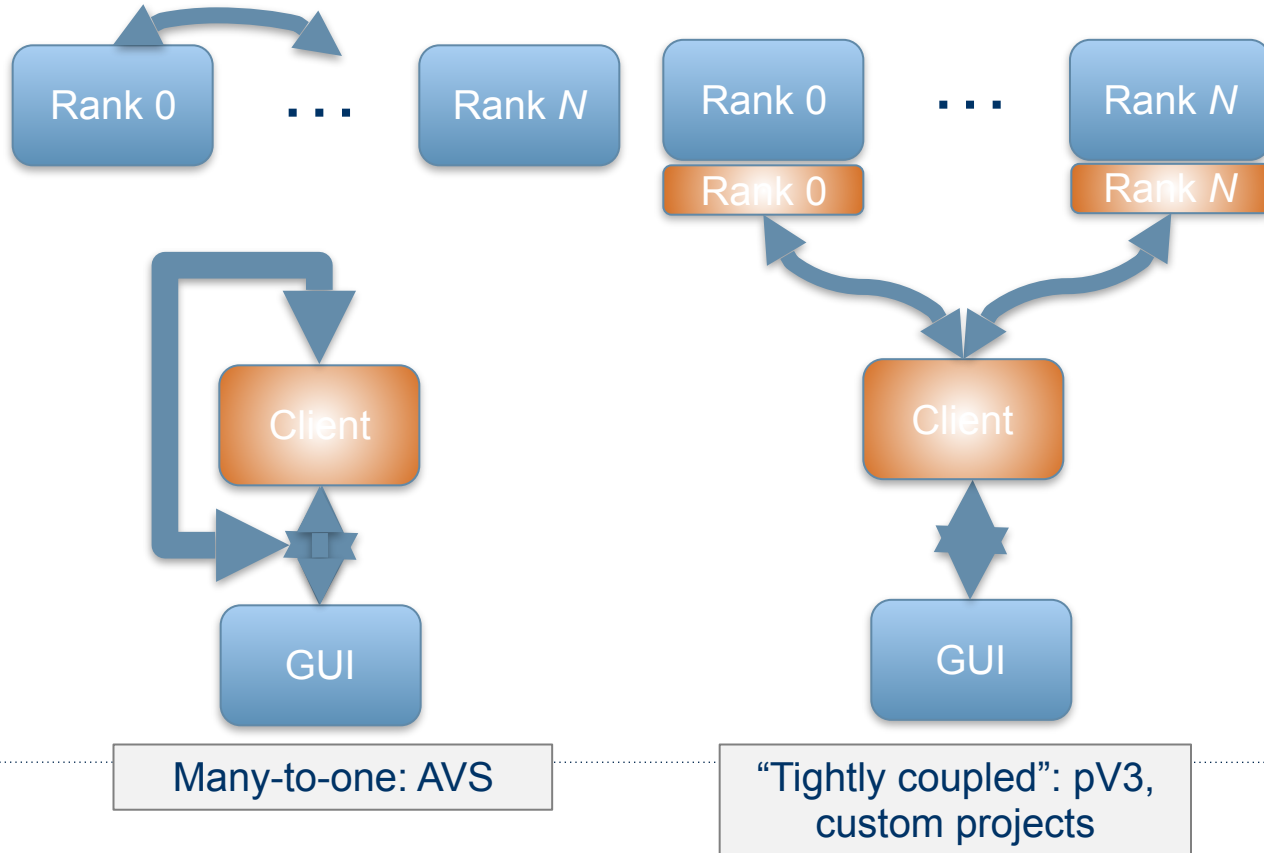 Rank 0
. . .
Rank N
Client
GUI
Many-to-one: AVS
Rank 0
. . .
Rank N
Rank 0
Rank N
Client
GUI
“Tightly coupled”: pV3,
custom projects